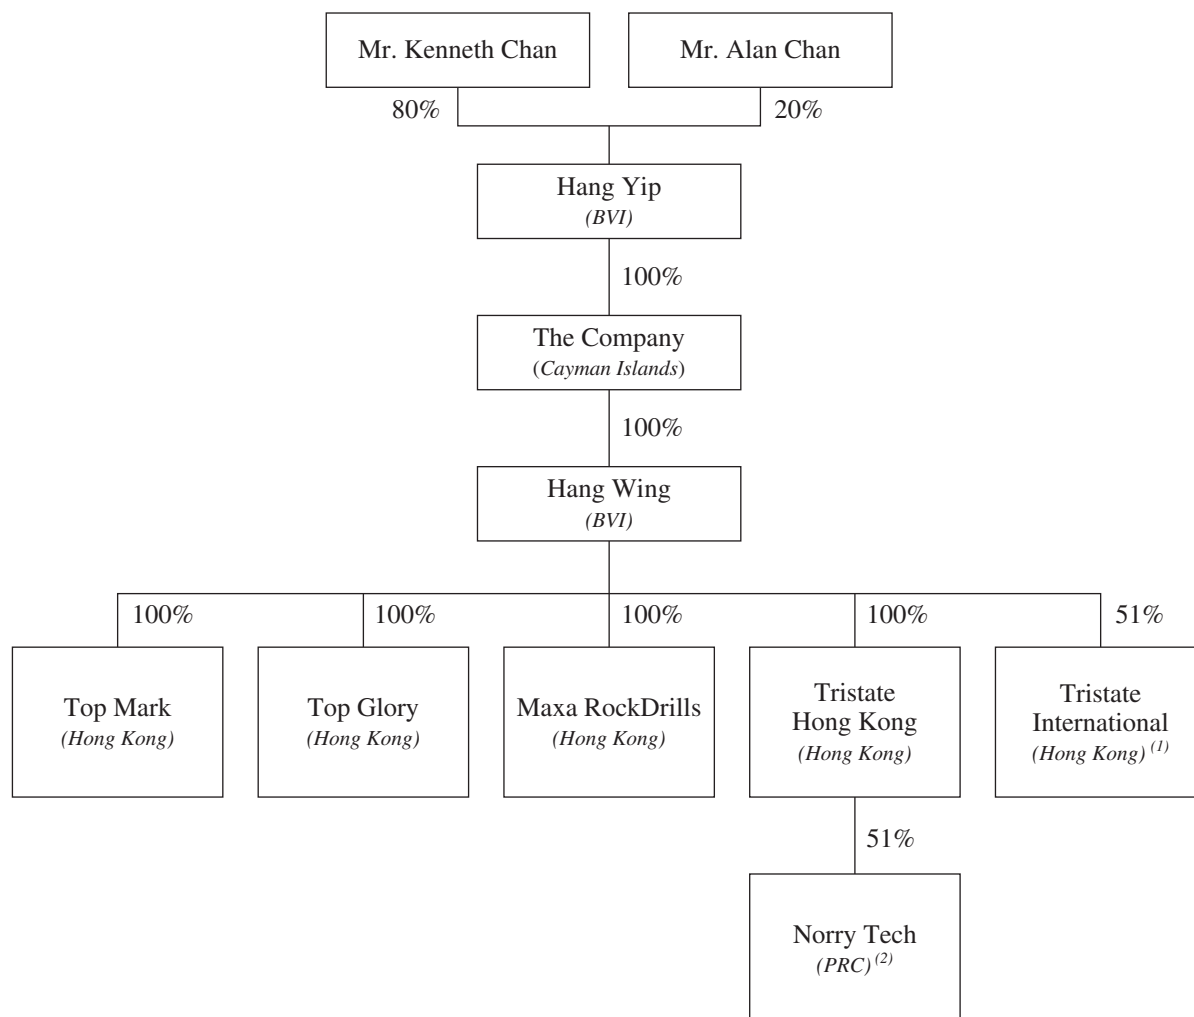 Mr. Kenneth Chan
Mr. Alan Chan
80%
20%
Hang Yip
(BVI)
100%
The Company
(Cayman Islands)
100%
Hang Wing
(BVI)
100%
100%
100%
100%
51%
Top Mark
(Hong Kong)
Top Glory
(Hong Kong)
Maxa RockDrills
(Hong Kong)
Tristate
Hong Kong
(Hong Kong)
Tristate
International
(Hong Kong) (1)
51%
Norry Tech
(PRC) (2)